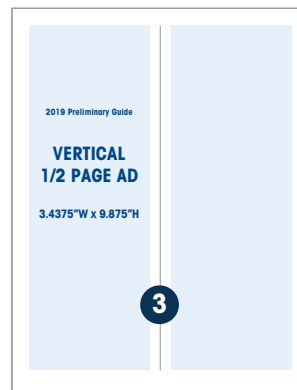 2019 Preliminary Guide
VERTICAL
1/2 PAGE AD
3.4375"W x 9.875"H
3